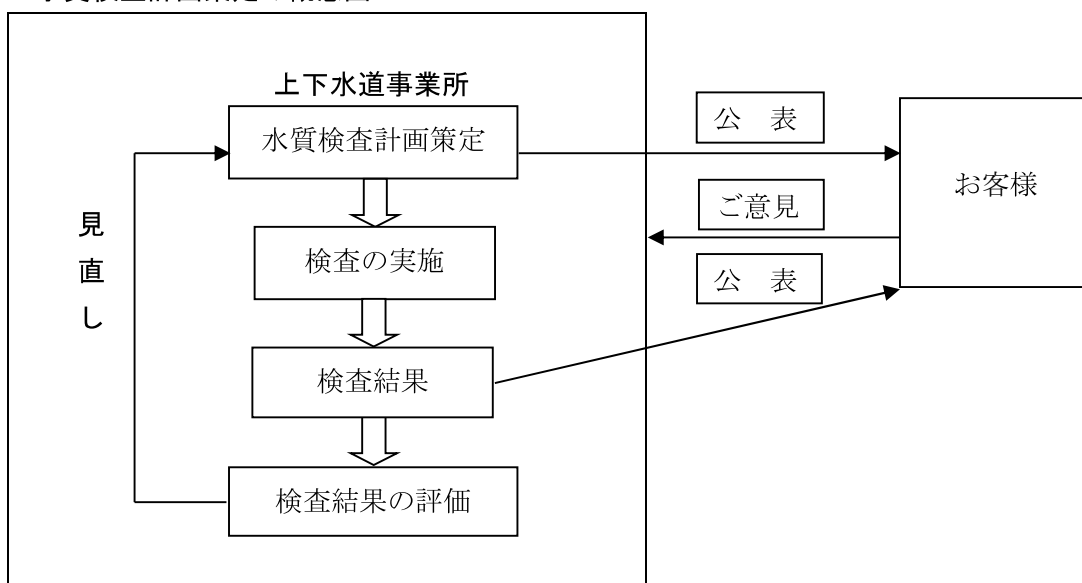 上下水道事業所
水質検査計画策定
検査の実施
検査結果
検査結果の評価
見直し
公　表
ご意見
公　表
お客様